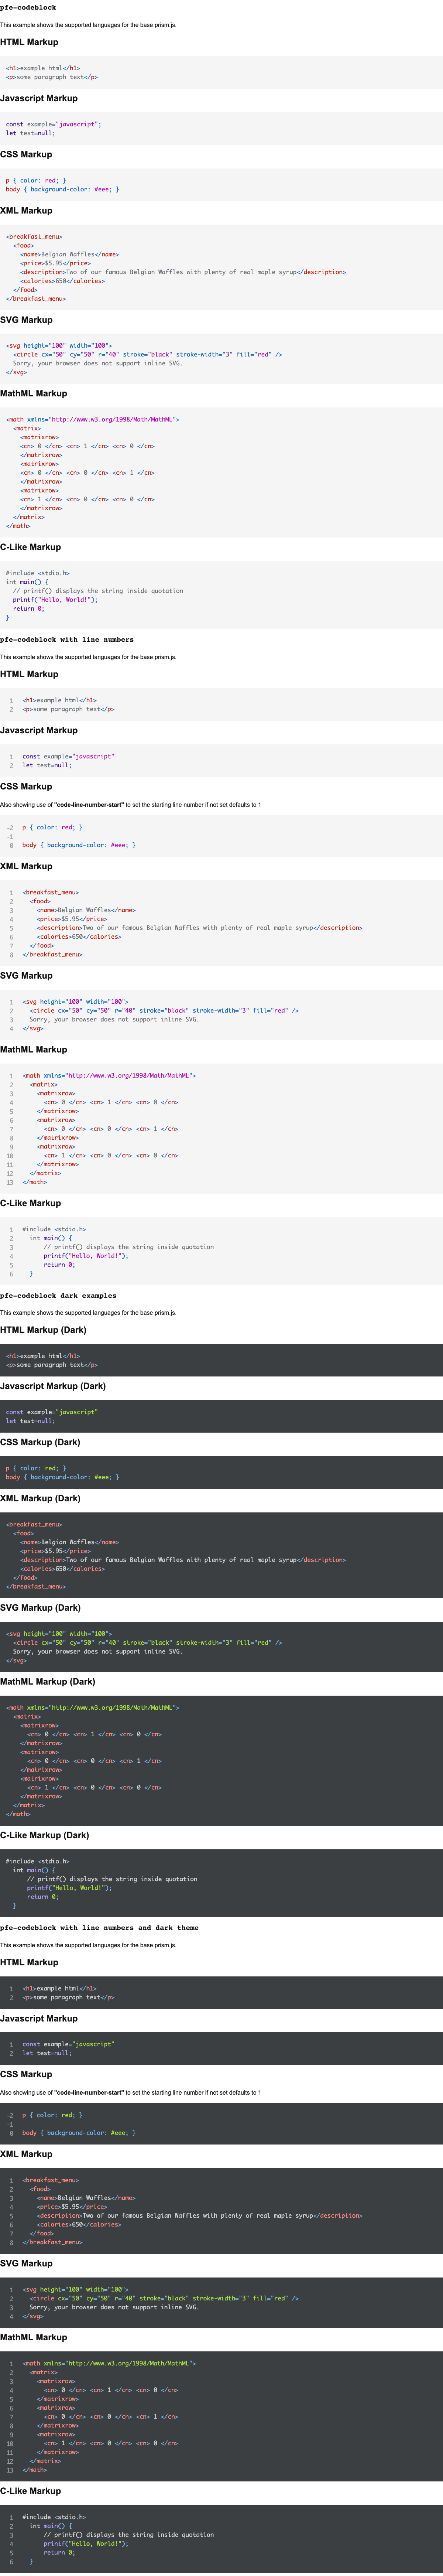 pfe-codeblock
This example shows the supported languages for the base prism.js.
HTML Markup
<h1>example html</h1>
<p>some paragraph text</p>
Javascript Markup
const example="javascript";
let test=null;
CSS Markup
p { color: red; }
body { background-color: #eee; }
XML Markup
<breakfast_menu>
  <food>
    <name>Belgian Waffles</name>
    <price>$5.95</price>
    <description>Two of our famous Belgian Waffles with plenty of real maple syrup</description>
    <calories>650</calories>
  </food>
</breakfast_menu>
SVG Markup
<svg height="100" width="100">
  <circle cx="50" cy="50" r="40" stroke="black" stroke-width="3" fill="red" />
  Sorry, your browser does not support inline SVG.
</svg>
MathML Markup
<math xmlns="http://www.w3.org/1998/Math/MathML">
  <matrix>
    <matrixrow>
    <cn> 0 </cn> <cn> 1 </cn> <cn> 0 </cn>
    </matrixrow>
    <matrixrow>
    <cn> 0 </cn> <cn> 0 </cn> <cn> 1 </cn>
    </matrixrow>
    <matrixrow>
    <cn> 1 </cn> <cn> 0 </cn> <cn> 0 </cn>
    </matrixrow>
  </matrix>
</math>
C-Like Markup
#include <stdio.h>
int main() {
  // printf() displays the string inside quotation
  printf("Hello, World!");
  return 0;
}
pfe-codeblock with line numbers
This example shows the supported languages for the base prism.js.
HTML Markup
1 <h1>example html</h1>
2 <p>some paragraph text</p>
Javascript Markup
1 const example="javascript"
2 let test=null;
CSS Markup
Also showing use of "code-line-number-start" to set the starting line number if not set defaults to 1
-2 p { color: red; }
-1
0 body { background-color: #eee; }
XML Markup
1 <breakfast_menu>
2   <food>
3     <name>Belgian Waffles</name>
4     <price>$5.95</price>
5     <description>Two of our famous Belgian Waffles with plenty of real maple syrup</description>
6     <calories>650</calories>
7   </food>
8 </breakfast_menu>
SVG Markup
1 <svg height="100" width="100">
2   <circle cx="50" cy="50" r="40" stroke="black" stroke-width="3" fill="red" />
3   Sorry, your browser does not support inline SVG.
4 </svg>
MathML Markup
1 <math xmlns="http://www.w3.org/1998/Math/MathML">
2   <matrix>
3     <matrixrow>
4       <cn> 0 </cn> <cn> 1 </cn> <cn> 0 </cn>
5     </matrixrow>
6     <matrixrow>
7       <cn> 0 </cn> <cn> 0 </cn> <cn> 1 </cn>
8     </matrixrow>
9     <matrixrow>
10       <cn> 1 </cn> <cn> 0 </cn> <cn> 0 </cn>
11     </matrixrow>
12   </matrix>
13 </math>
C-Like Markup
1 #include <stdio.h>
2   int main() {
3       // printf() displays the string inside quotation
4       printf("Hello, World!");
5       return 0;
6   }
pfe-codeblock dark examples
This example shows the supported languages for the base prism.js.
HTML Markup (Dark)
<h1>example html</h1>
<p>some paragraph text</p>
Javascript Markup (Dark)
const example="javascript"
let test=null;
CSS Markup (Dark)
p { color: red; }
body { background-color: #eee; }
XML Markup (Dark)
<breakfast_menu>
  <food>
    <name>Belgian Waffles</name>
    <price>$5.95</price>
    <description>Two of our famous Belgian Waffles with plenty of real maple syrup</description>
    <calories>650</calories>
  </food>
</breakfast_menu>
SVG Markup (Dark)
<svg height="100" width="100">
  <circle cx="50" cy="50" r="40" stroke="black" stroke-width="3" fill="red" />
  Sorry, your browser does not support inline SVG.
</svg>
MathML Markup (Dark)
<math xmlns="http://www.w3.org/1998/Math/MathML">
  <matrix>
    <matrixrow>
      <cn> 0 </cn> <cn> 1 </cn> <cn> 0 </cn>
    </matrixrow>
    <matrixrow>
      <cn> 0 </cn> <cn> 0 </cn> <cn> 1 </cn>
    </matrixrow>
    <matrixrow>
      <cn> 1 </cn> <cn> 0 </cn> <cn> 0 </cn>
    </matrixrow>
  </matrix>
</math>
C-Like Markup (Dark)
#include <stdio.h>
  int main() {
      // printf() displays the string inside quotation
      printf("Hello, World!");
      return 0;
  }
pfe-codeblock with line numbers and dark theme
This example shows the supported languages for the base prism.js.
HTML Markup
1 <h1>example html</h1>
2 <p>some paragraph text</p>
Javascript Markup
1 const example="javascript"
2 let test=null;
CSS Markup
Also showing use of "code-line-number-start" to set the starting line number if not set defaults to 1
-2 p { color: red; }
-1
0 body { background-color: #eee; }
XML Markup
1 <breakfast_menu>
2   <food>
3     <name>Belgian Waffles</name>
4     <price>$5.95</price>
5     <description>Two of our famous Belgian Waffles with plenty of real maple syrup</description>
6     <calories>650</calories>
7   </food>
8 </breakfast_menu>
SVG Markup
1 <svg height="100" width="100">
2   <circle cx="50" cy="50" r="40" stroke="black" stroke-width="3" fill="red" />
3   Sorry, your browser does not support inline SVG.
4 </svg>
MathML Markup
1 <math xmlns="http://www.w3.org/1998/Math/MathML">
2   <matrix>
3     <matrixrow>
4       <cn> 0 </cn> <cn> 1 </cn> <cn> 0 </cn>
5     </matrixrow>
6     <matrixrow>
7       <cn> 0 </cn> <cn> 0 </cn> <cn> 1 </cn>
8     </matrixrow>
9     <matrixrow>
10       <cn> 1 </cn> <cn> 0 </cn> <cn> 0 </cn>
11     </matrixrow>
12   </matrix>
13 </math>
C-Like Markup
1 #include <stdio.h>
2   int main() {
3       // printf() displays the string inside quotation
4       printf("Hello, World!");
5       return 0;
6   }